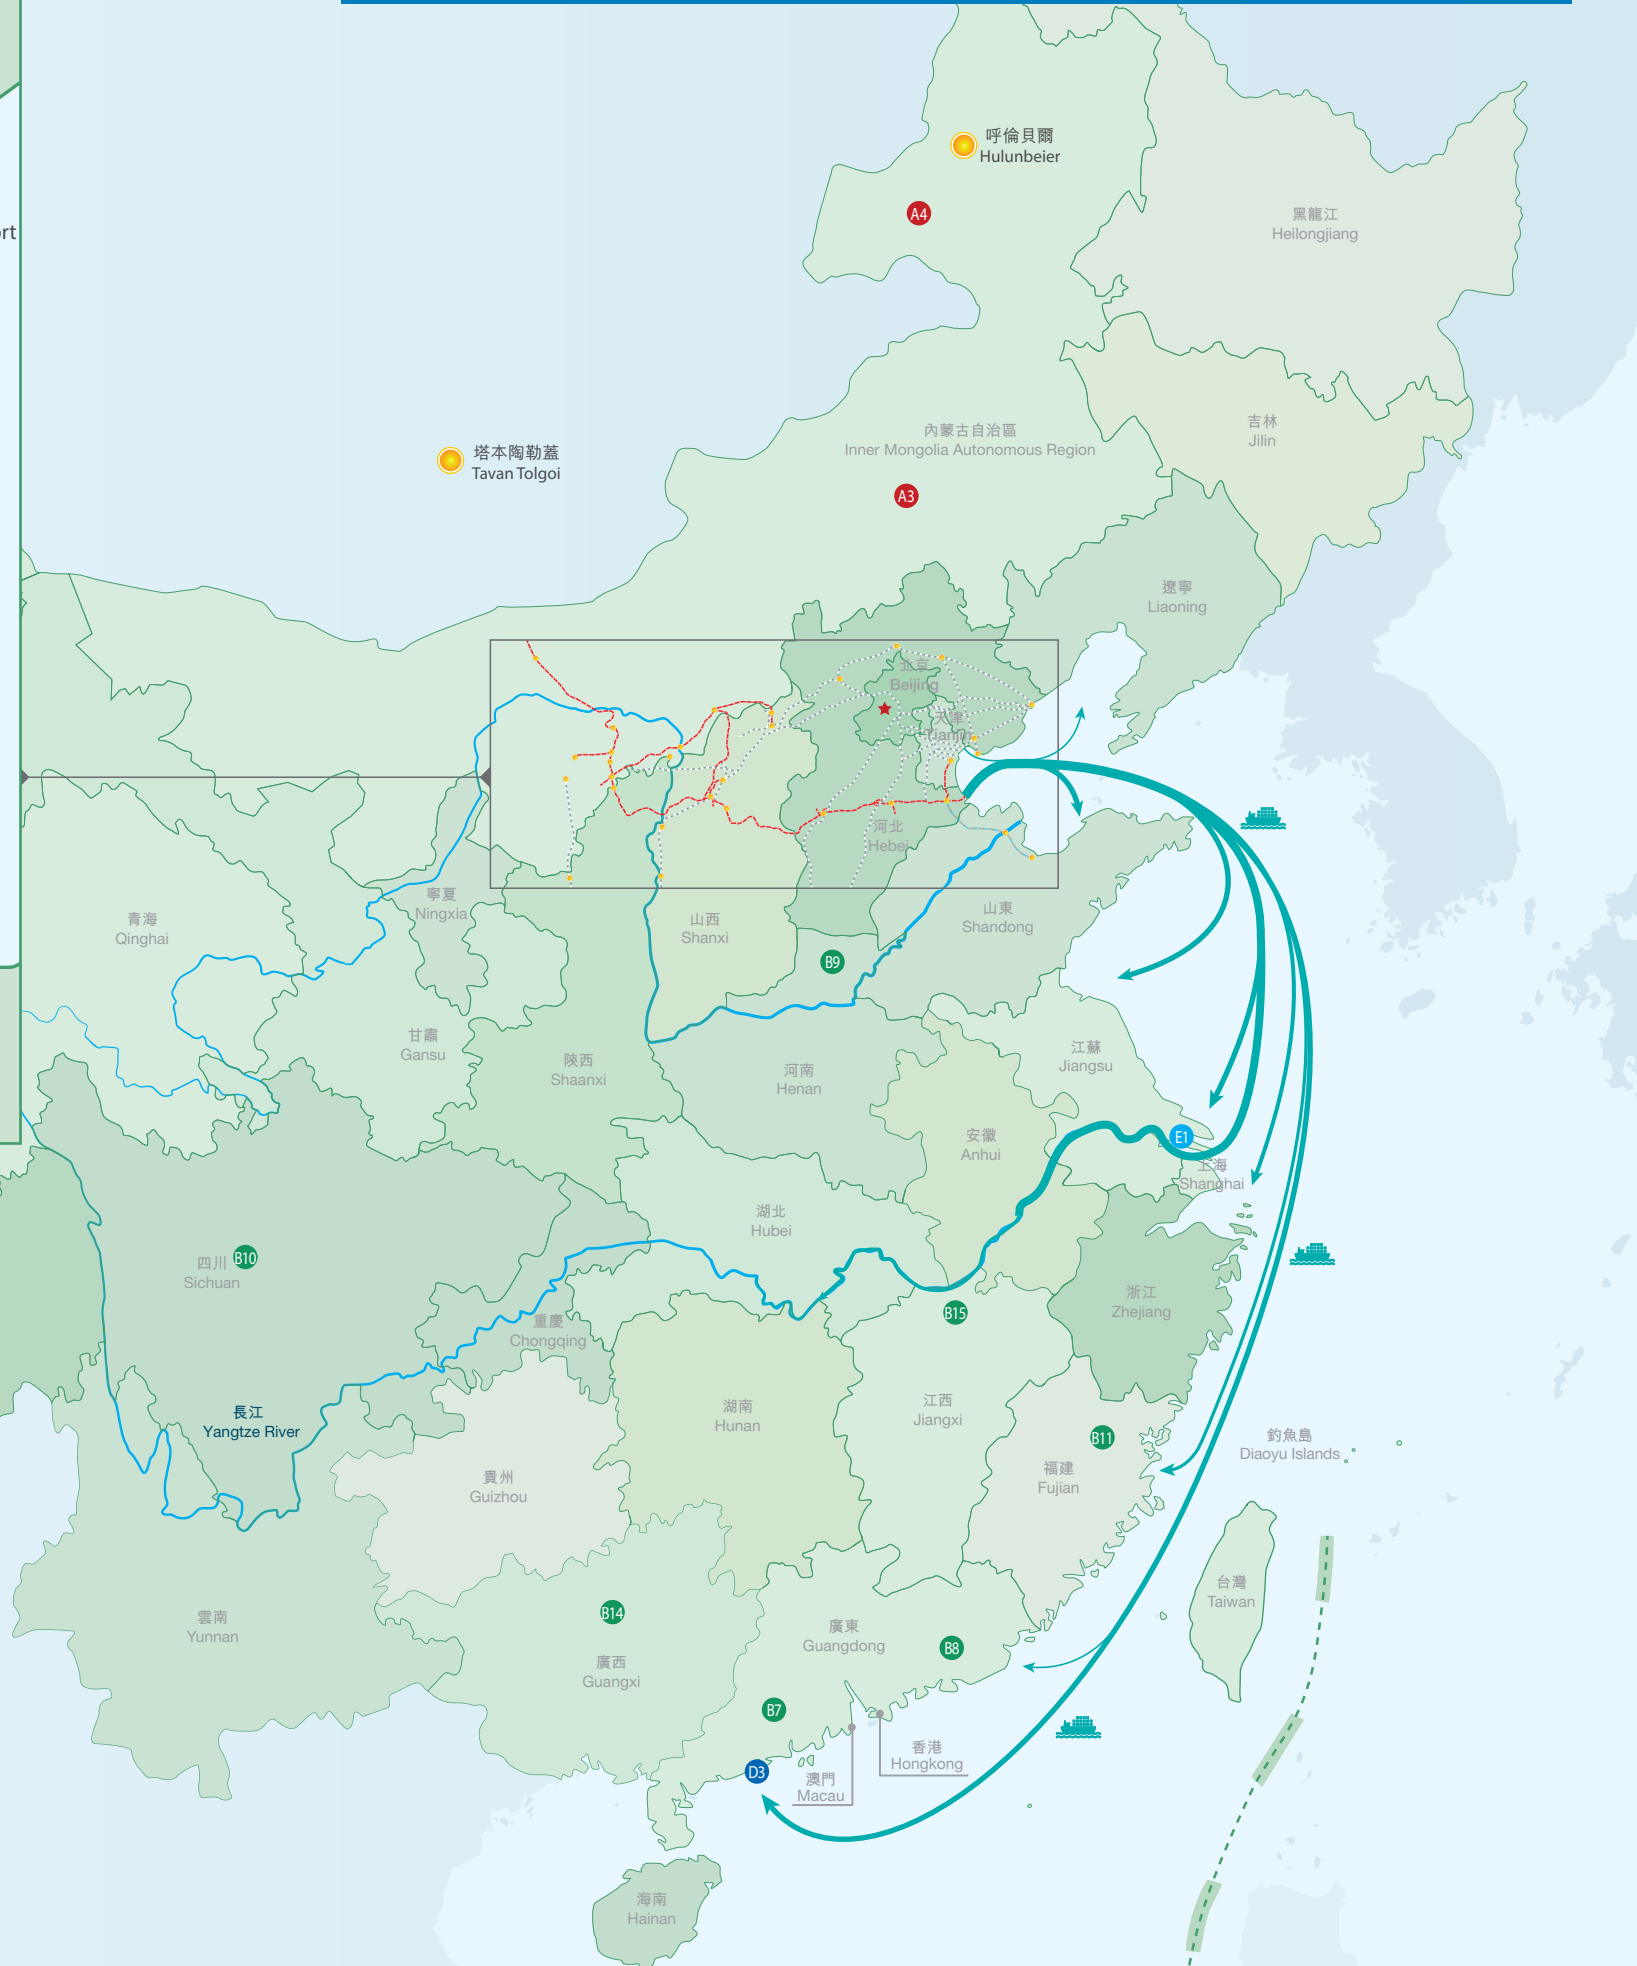 呼倫貝爾
Hulunbeier
A4
ort
黑龍江
Heilongjiang
吉林
Jilin
內蒙古自治區
Inner Mongolia Autonomous Region
塔本陶勒蓋
Tavan Tolgoi
A3
遼寧
Liaoning
北京
Beijing
天津
Tianjin
河北
Hebei
寧夏
Ningxia
青海
Qinghai
山西
Shanxi
山東
Shandong
B9
甘肅
Gansu
陝西
Shaanxi
河南
Henan
江蘇
Jiangsu
安徽
Anhui
E1
上海
Shanghai
湖北
Hubei
四川
Sichuan
B10
重慶
Chongqing
浙江
Zhejiang
B15
長江
Yangtze River
湖南
Hunan
江西
Jiangxi
B11
福建
Fujian
釣魚島
Diaoyu Islands
貴州
Guizhou
台灣
Taiwan
雲南
Yunnan
B14
廣西
Guangxi
廣東
Guangdong
B8
B7
D3
香港
Hongkong
澳門
Macau
海南
Hainan